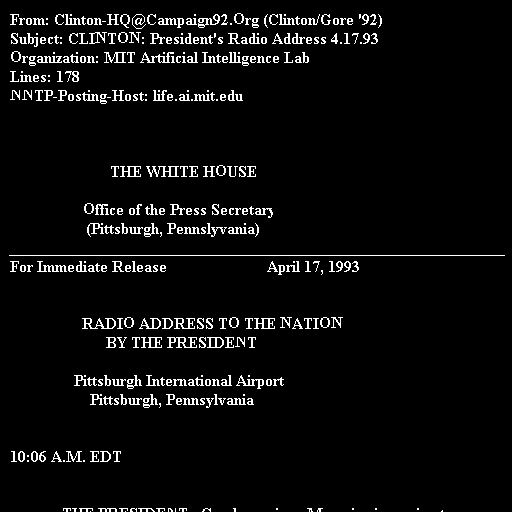 From: Clinton-HQ@Campaign92.Org (Clinton/Gore '92)
Subject: CLINTON: President's Radio Address 4.17.93
Organization: MIT Artificial Intelligence Lab
Lines: 178
NNTP-Posting-Host: life.ai.mit.edu
THE WHITE HOUSE
Office of the Press Secretary
(Pittsburgh, Pennslyvania)
For Immediate Release April 17, 1993
RADIO ADDRESS TO THE NATION
BY THE PRESIDENT
Pittsburgh International Airport
Pittsburgh, Pennsylvania
10:06 A.M. EDT
THE PRESIDENT: